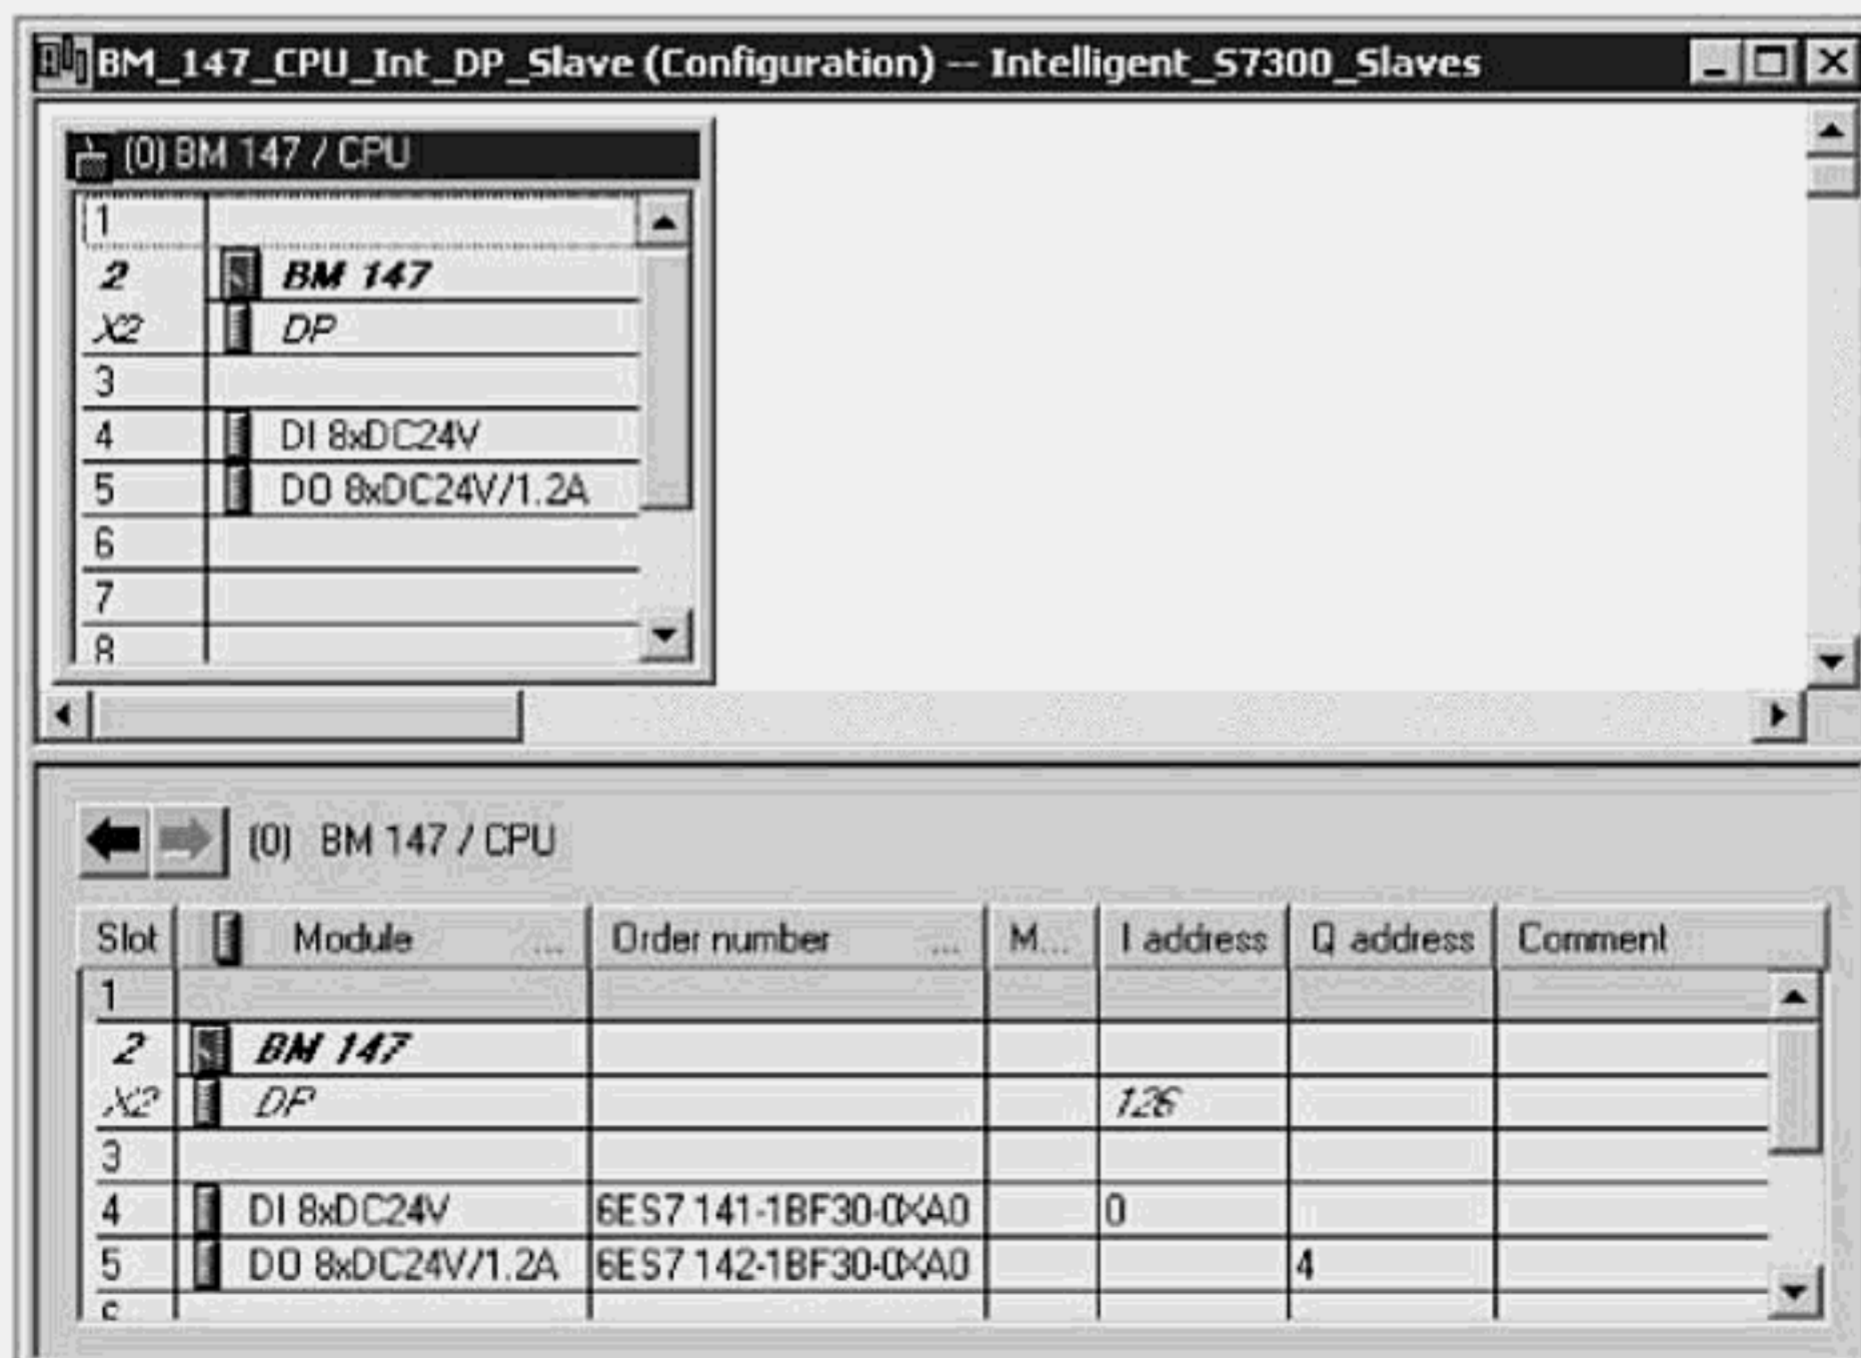 BM_147_CPU_Int_DP_Slave (Configuration) -- Intelligent_S7300_Slaves
(0) BM 147 / CPU
1
2 BM 147
X2 DP
3
4 DI 8xDC24V
5 DO 8xDC24V/1.2A
6
7
8
(0) BM 147 / CPU
Slot Module ... Order number ... M... I address Q address Comment
1
2 BM 147
X2 DP 126
3
4 DI 8xDC24V 6ES7 141-1BF30-0XA0 0
5 DO 8xDC24V/1.2A 6ES7 142-1BF30-0XA0 4